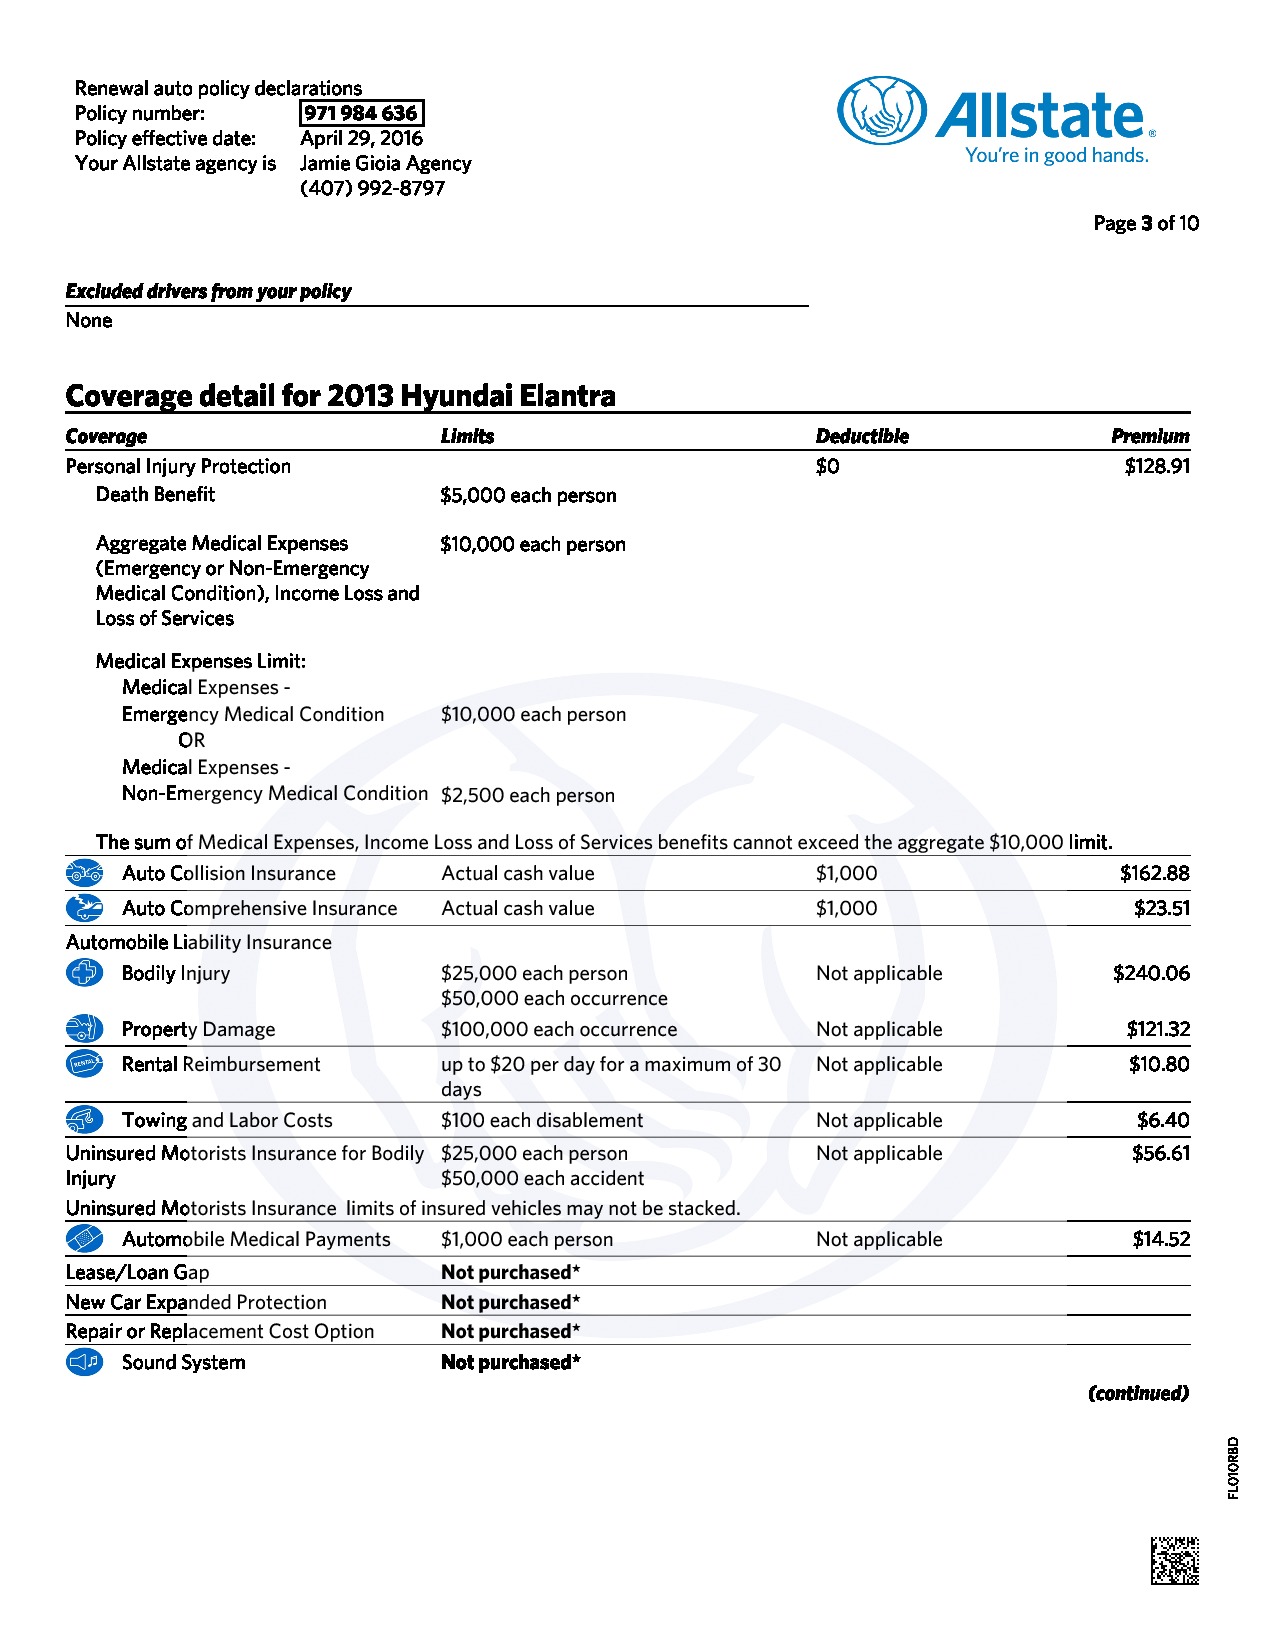 Renewal auto policy declarations
Policy number: 971 984 636
Policy effective date: April 29, 2016
Your Allstate agency is Jamie Gioia Agency
(407) 992-8797
Allstate®
You're in good hands.
Page 3 of 10
Excluded drivers from your policy
None
Coverage detail for 2013 Hyundai Elantra
Coverage Limits Deductible Premium
Personal Injury Protection $0 $128.91
Death Benefit $5,000 each person
Aggregate Medical Expenses $10,000 each person
(Emergency or Non-Emergency
Medical Condition), Income Loss and
Loss of Services
Medical Expenses Limit:
Medical Expenses -
Emergency Medical Condition $10,000 each person
OR
Medical Expenses -
Non-Emergency Medical Condition $2,500 each person
The sum of Medical Expenses, Income Loss and Loss of Services benefits cannot exceed the aggregate $10,000 limit.
Auto Collision Insurance Actual cash value $1,000 $162.88
Auto Comprehensive Insurance Actual cash value $1,000 $23.51
Automobile Liability Insurance
Bodily Injury $25,000 each person Not applicable $240.06
$50,000 each occurrence
Property Damage $100,000 each occurrence Not applicable $121.32
RENTAL Rental Reimbursement up to $20 per day for a maximum of 30 Not applicable $10.80
days
Towing and Labor Costs $100 each disablement Not applicable $6.40
Uninsured Motorists Insurance for Bodily $25,000 each person Not applicable $56.61
Injury $50,000 each accident
Uninsured Motorists Insurance limits of insured vehicles may not be stacked.
Automobile Medical Payments $1,000 each person Not applicable $14.52
Lease/Loan Gap Not purchased*
New Car Expanded Protection Not purchased*
Repair or Replacement Cost Option Not purchased*
Sound System Not purchased*
(continued)
FL010RBD